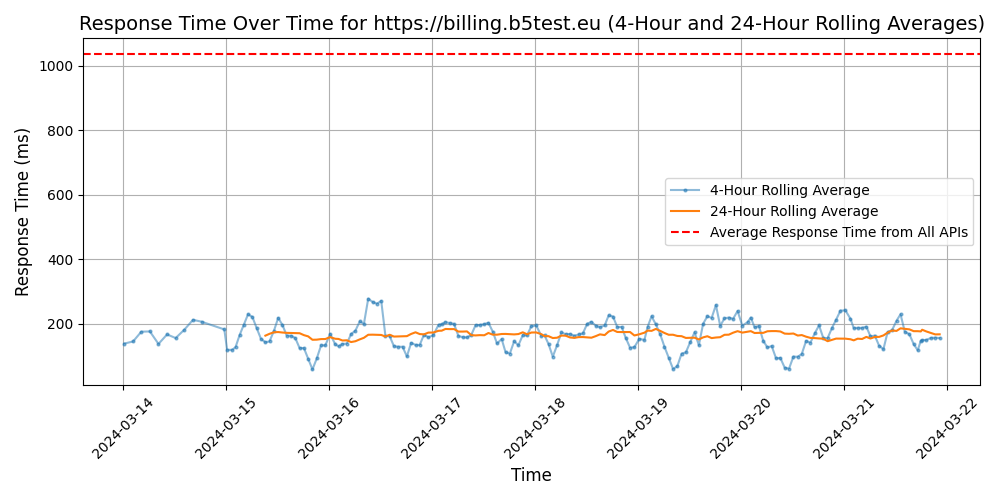 Response Time Over Time for https://billing.b5test.eu (4-Hour and 24-Hour Rolling Averages)
Response Time (ms)
1000
800
600
400
200
4-Hour Rolling Average
24-Hour Rolling Average
Average Response Time from All APIs
2024-03-14
2024-03-15
2024-03-16
2024-03-17
2024-03-18
2024-03-19
2024-03-20
2024-03-21
2024-03-22
Time